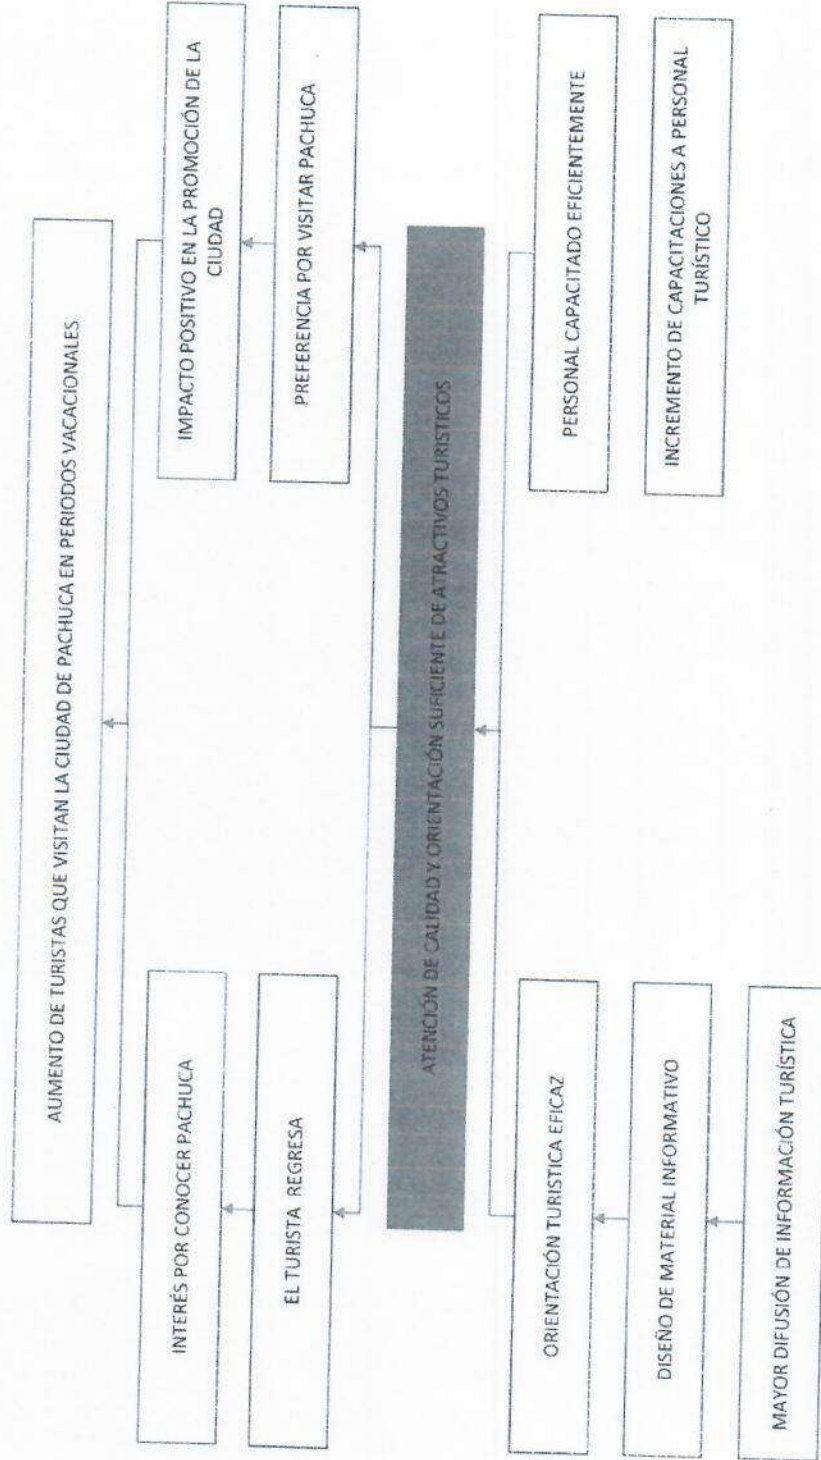 AUMENTO DE TURISTAS QUE VISITAN LA CIUDAD DE PACHUCA EN PERIODOS VACACIONALES
INTERÉS POR CONOCER PACHUCA
IMPACTO POSITIVO EN LA PROMOCIÓN DE LA
CIUDAD
EL TURISTA REGRESA
PREFERENCIA POR VISITAR PACHUCA
ATENCIÓN DE CALIDAD Y ORIENTACIÓN SUFICIENTE DE ATRACTIVOS TURISTICOS
ORIENTACIÓN TURISTICA EFICAZ
PERSONAL CAPACITADO EFICIENTEMENTE
DISEÑO DE MATERIAL INFORMATIVO
INCREMENTO DE CAPACITACIONES A PERSONAL
TURÍSTICO
MAYOR DIFUSIÓN DE INFORMACIÓN TURÍSTICA